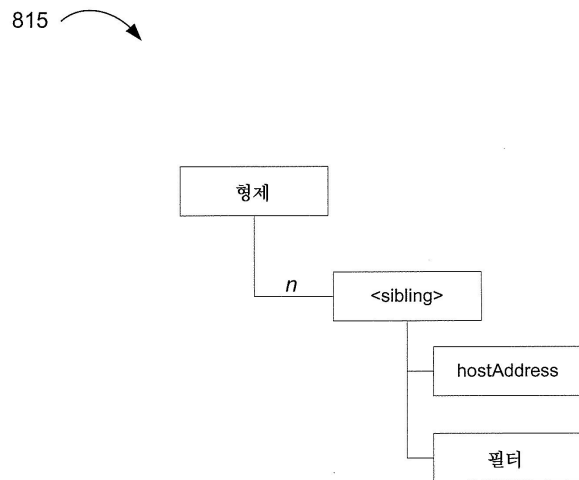 815
형제
n
<sibling>
hostAddress
필터